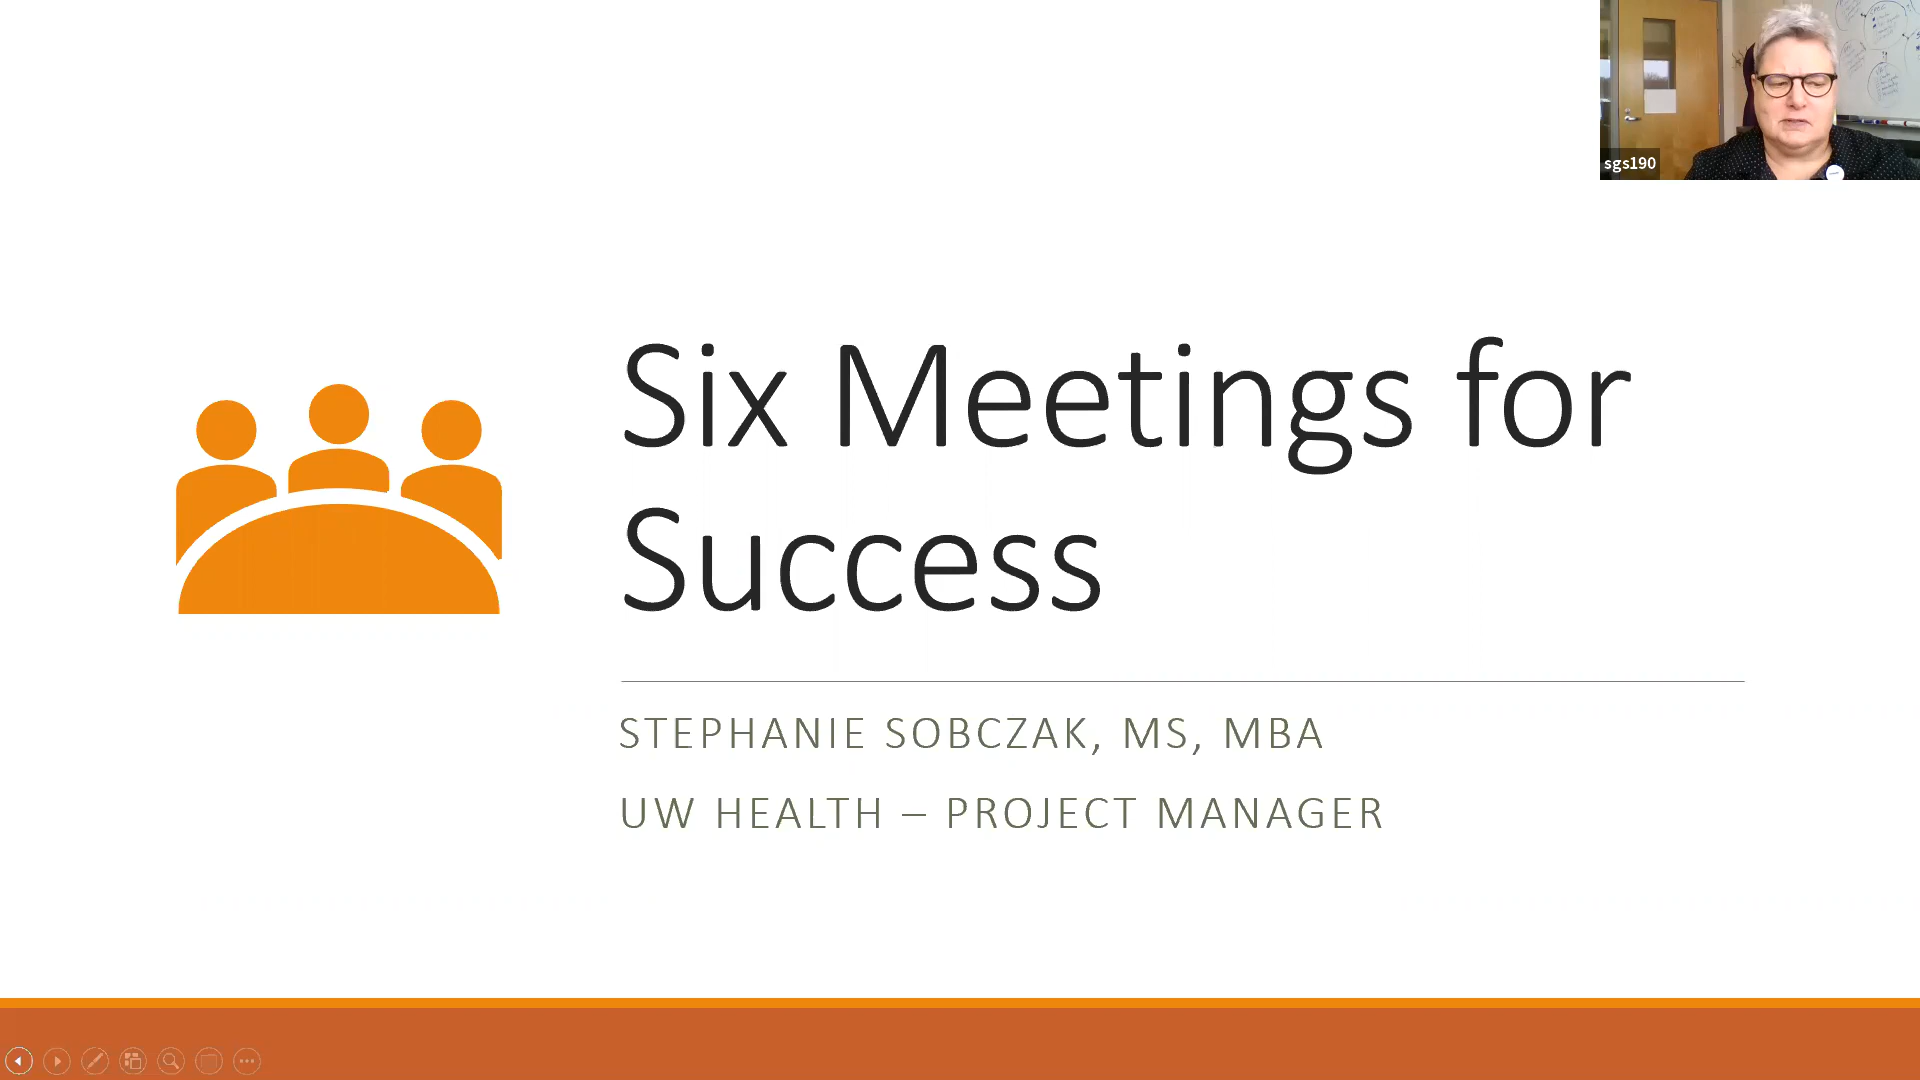 Six Meetings for
Success
STEPHANIE SOBCZAK, MS, MBA
UW HEALTH – PROJECT MANAGER
sgs190